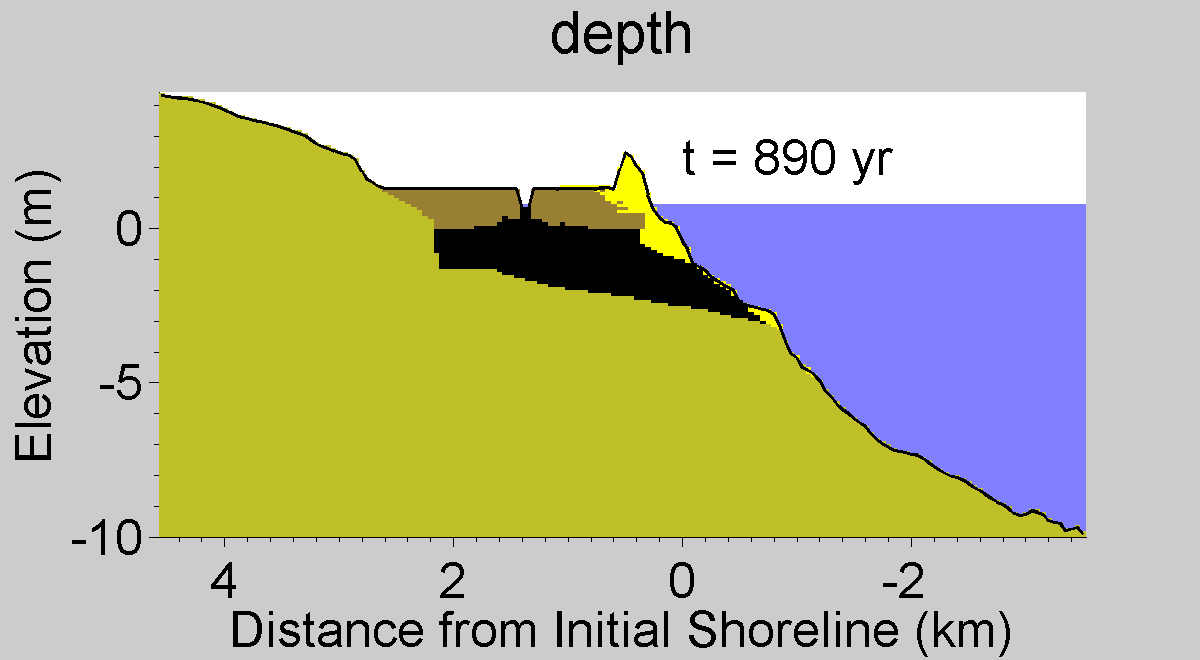 depth
t = 890 yr
Elevation (m)
0
-5
-10
4 2 0 -2
Distance from Initial Shoreline (km)